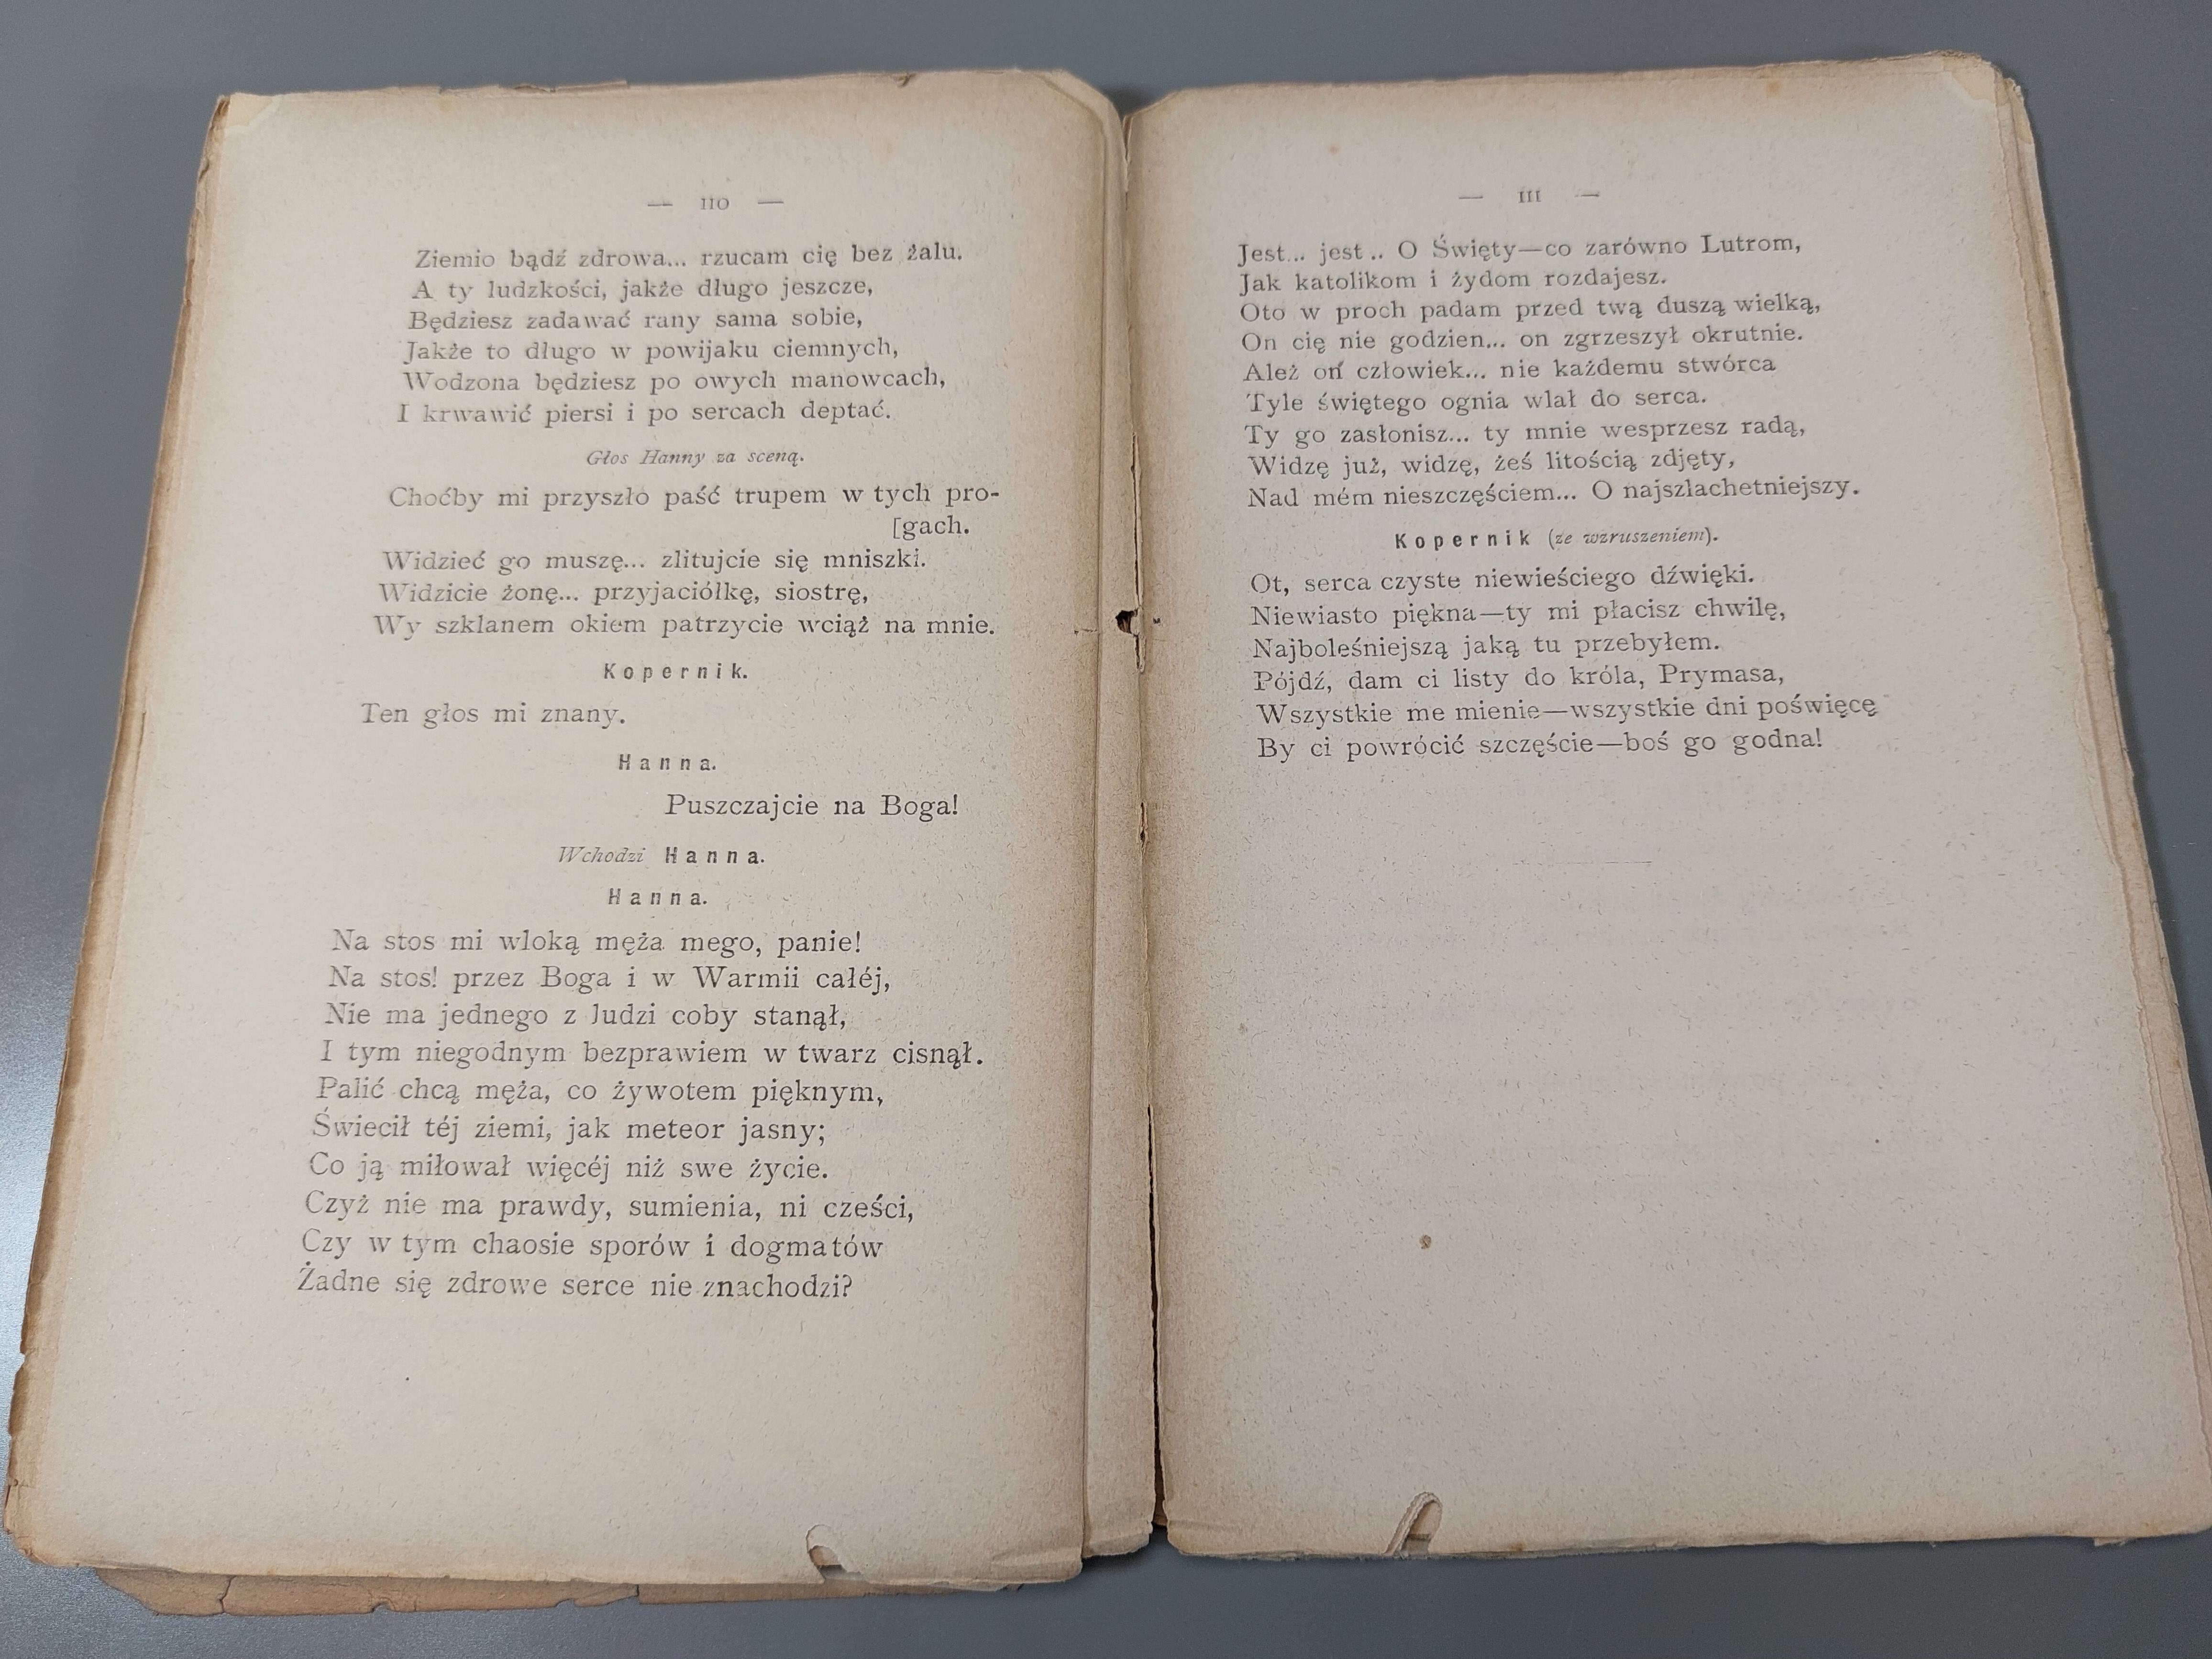 — 110 —
Ziemio bądź zdrowa... rzucam cię bez żalu.
A ty ludzkości, jakże długo jeszcze,
Będziesz zadawać rany sama sobie,
Jakże to długo w powijaku ciemnych,
Wodzona będziesz po owych manowcach,
I krwawić piersi i po sercach deptać.
Głos Hanny za sceną.
Choćby mi przyszło paść trupem w tych pro-
[gach.
Widzieć go muszę... zlitujcie się mniszki.
Widzicie żonę... przyjaciółkę, siostrę,
Wy szklanem okiem patrzycie wciąż na mnie.
Kopernik.
Ten głos mi znany.
Hanna.
Puszczajcie na Boga!
Wchodzi Hanna.
Hanna.
Na stos mi wloką męża mego, panie!
Na stos! przez Boga i w Warmii całéj,
Nie ma jednego z ludzi coby stanął,
I tym niegodnym bezprawiem w twarz cisnął.
Palić chcą męża, co żywotem pięknym,
Świecił téj ziemi, jak meteor jasny;
Co ją miłował więcéj niż swe życie.
Czyż nie ma prawdy, sumienia, ni cześci,
Czy w tym chaosie sporów i dogmatów
Żadne się zdrowe serce nie znachodzi?
— 111 —
Jest... jest .. O Święty—co zarówno Lutrom,
Jak katolikom i żydom rozdajesz.
Oto w proch padam przed twą duszą wielką,
On cię nie godzien... on zgrzeszył okrutnie.
Ależ on człowiek... nie każdemu stwórca
Tyle świętego ognia wlał do serca.
Ty go zasłonisz... ty mnie wesprzesz radą,
Widzę już, widzę, żeś litością zdjęty,
Nad mém nieszczęściem... O najszlachetniejszy.
Kopernik (ze wzruszeniem).
Ot, serca czyste niewieściego dźwięki.
Niewiasto piękna—ty mi płacisz chwilę,
Najboleśniejszą jaką tu przebyłem.
Pójdź, dam ci listy do króla, Prymasa,
Wszystkie me mienie—wszystkie dni poświęcę
By ci powrócić szczęście—boś go godna!